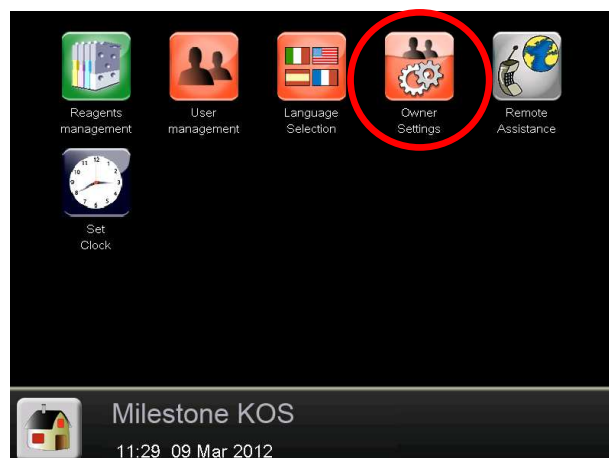 Reagents
management
User
management
Language
Selection
Owner
Settings
Remote
Assistance
Set
Clock
Milestone KOS
11:29 09 Mar 2012